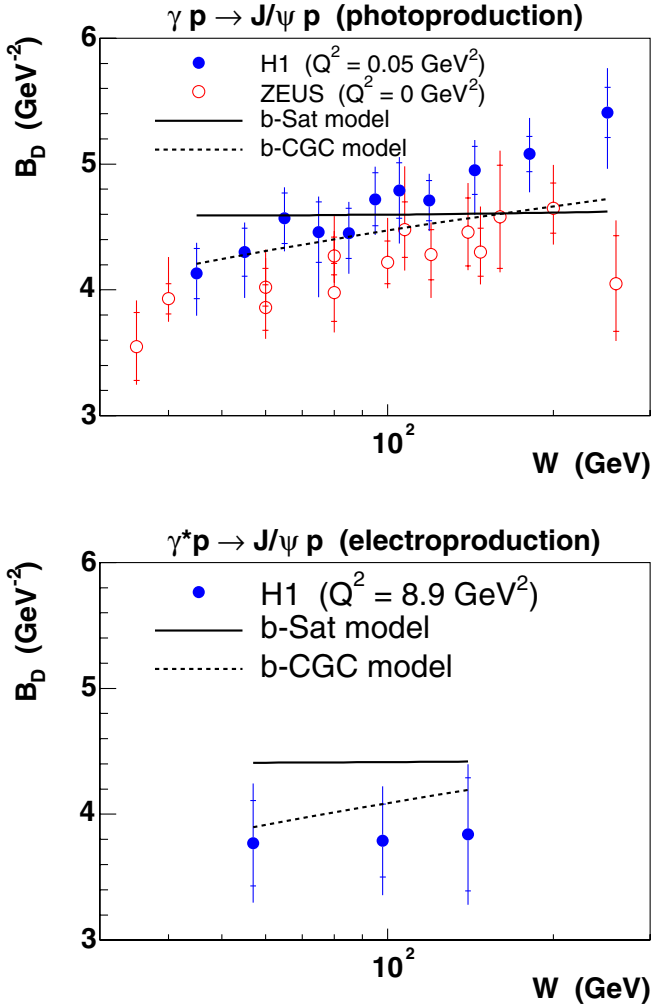 γ p → J/ψ p (photoproduction)
B_D (GeV^-2)
6
5
4
3
H1 (Q^2 = 0.05 GeV^2)
ZEUS (Q^2 = 0 GeV^2)
b-Sat model
b-CGC model
10^2
W (GeV)
γ*p → J/ψ p (electroproduction)
B_D (GeV^-2)
6
5
4
3
H1 (Q^2 = 8.9 GeV^2)
b-Sat model
b-CGC model
10^2
W (GeV)